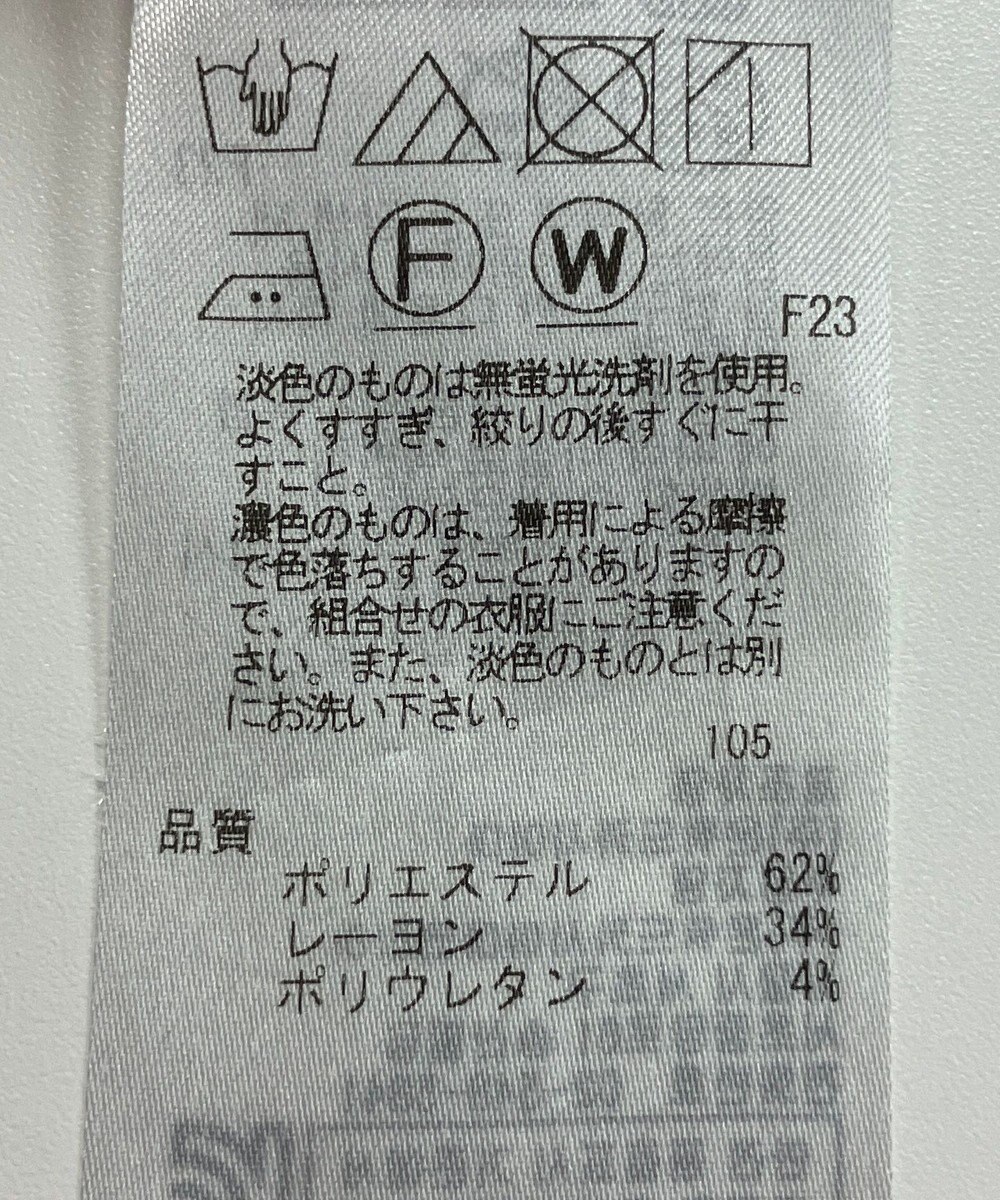 F
W
F23
淡色のものは無蛍光洗剤を使用。
よくすすぎ、絞りの後すぐに干
すこと。
濃色のものは、着用による摩擦
で色落ちすることがありますの
で、組合せの衣服にご注意くだ
さい。また、淡色のものとは別
にお洗い下さい。
105
品質
ポリエステル 62%
レーヨン 34%
ポリウレタン 4%